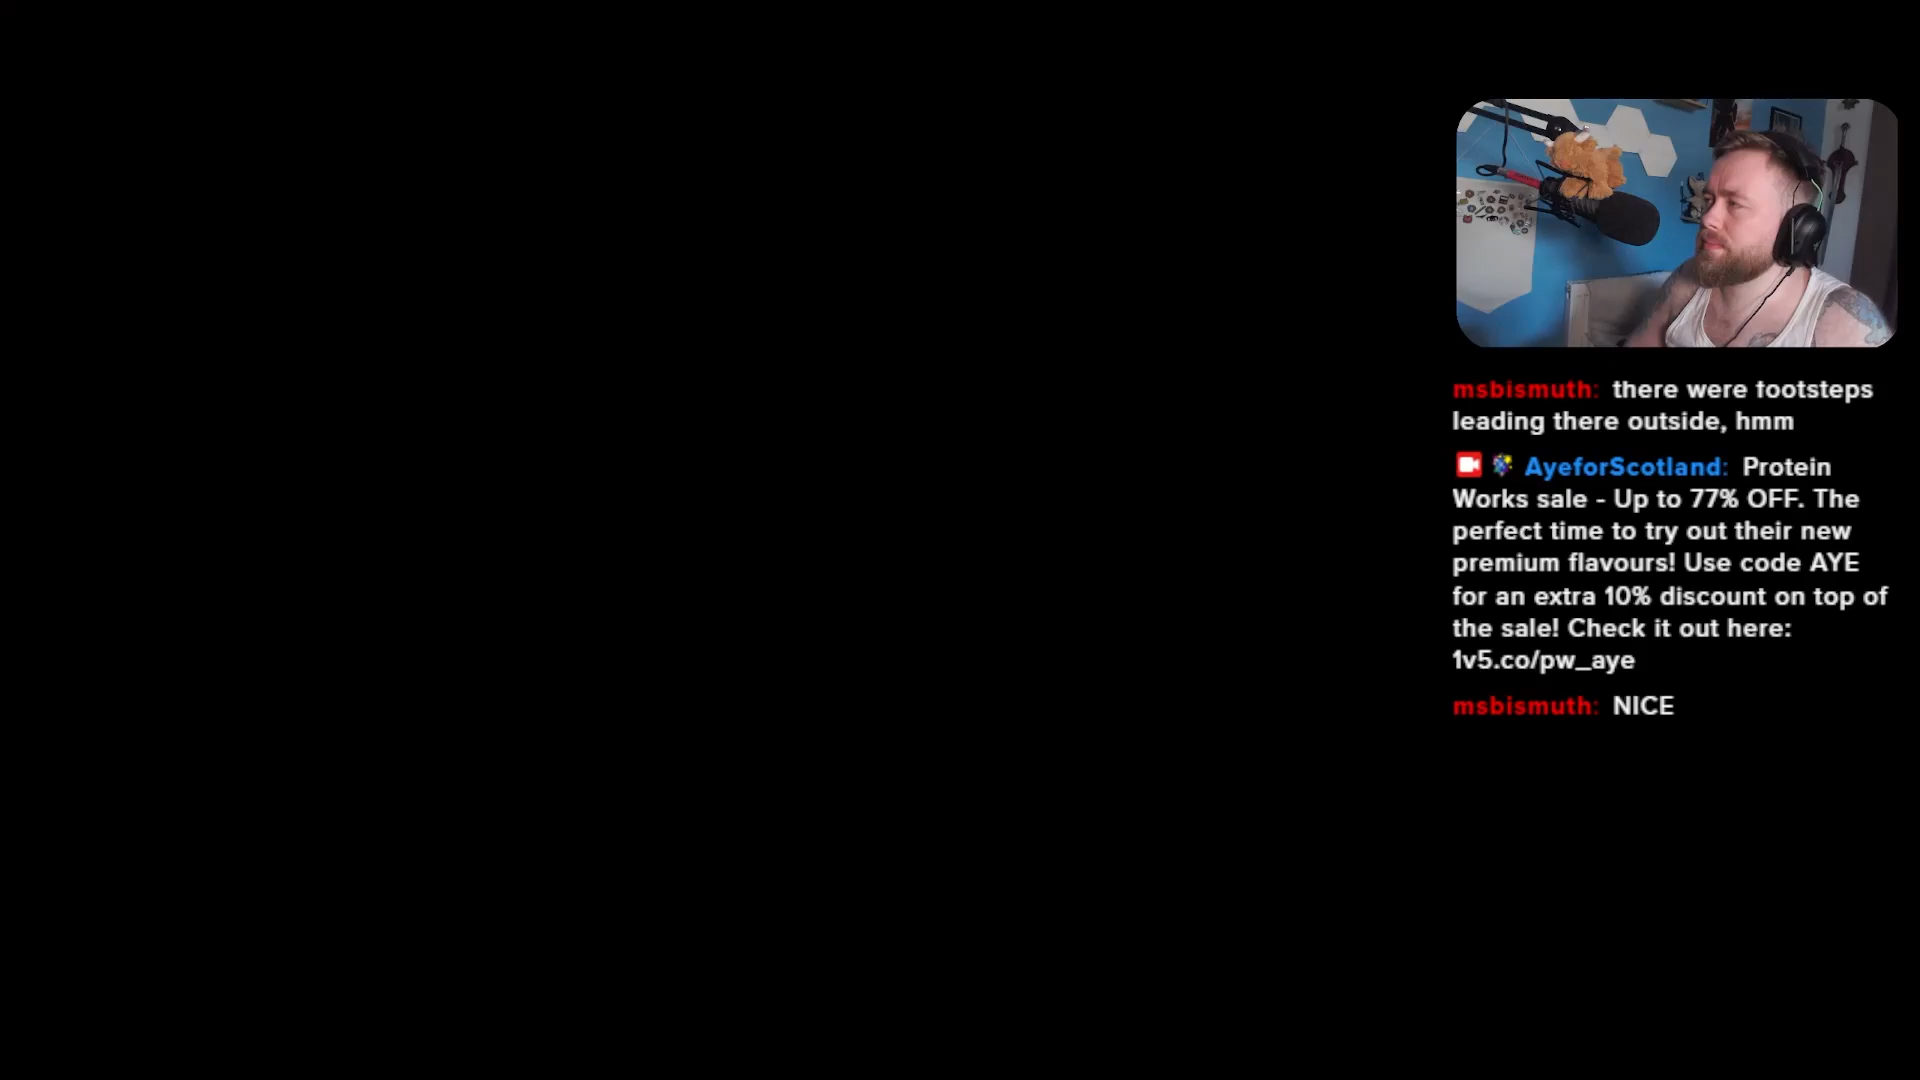 msbismuth: there were footsteps
leading there outside, hmm
AyeforScotland: Protein
Works sale - Up to 77% OFF. The
perfect time to try out their new
premium flavours! Use code AYE
for an extra 10% discount on top of
the sale! Check it out here:
1v5.co/pw_aye
msbismuth: NICE